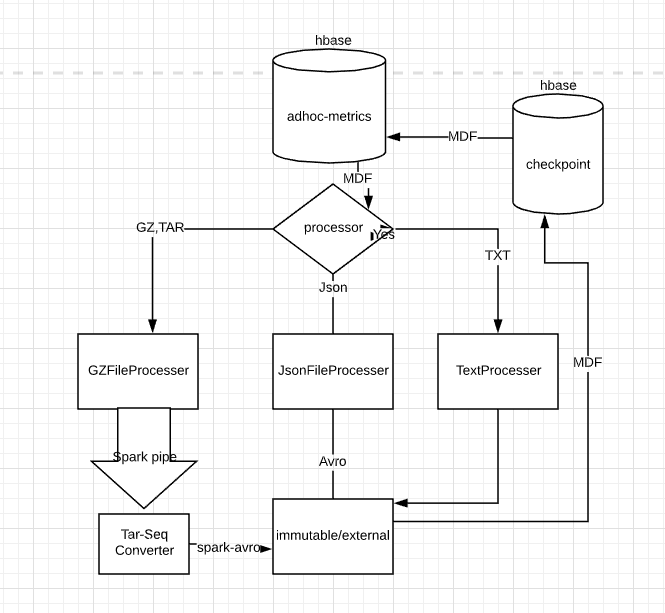 hbase
hbase
adhoc-metrics
MDF
checkpoint
MDF
GZ,TAR
processor
Yes
TXT
Json
MDF
GZFileProcesser
JsonFileProcesser
TextProcesser
Spark pipe
Avro
Tar-Seq
Converter
spark-avro
immutable/external